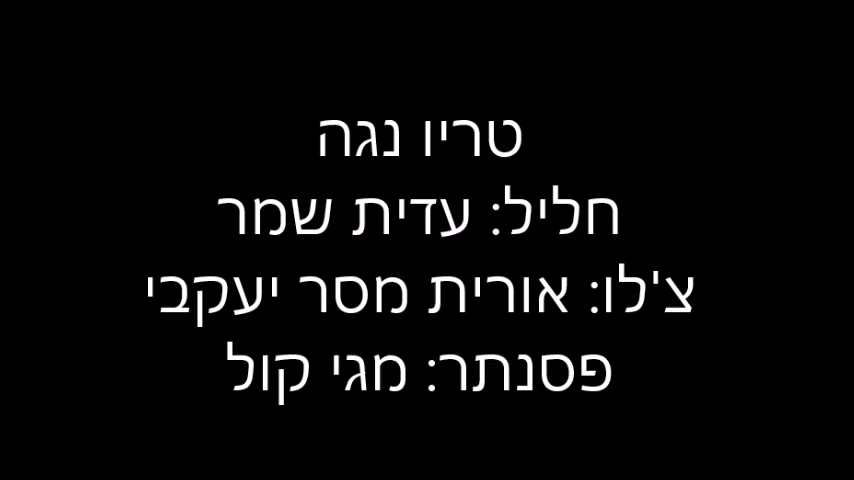 טריו נגה
חליל: עדית שמר
צ'לו: אורית מסר יעקבי
פסנתר: מגי קול